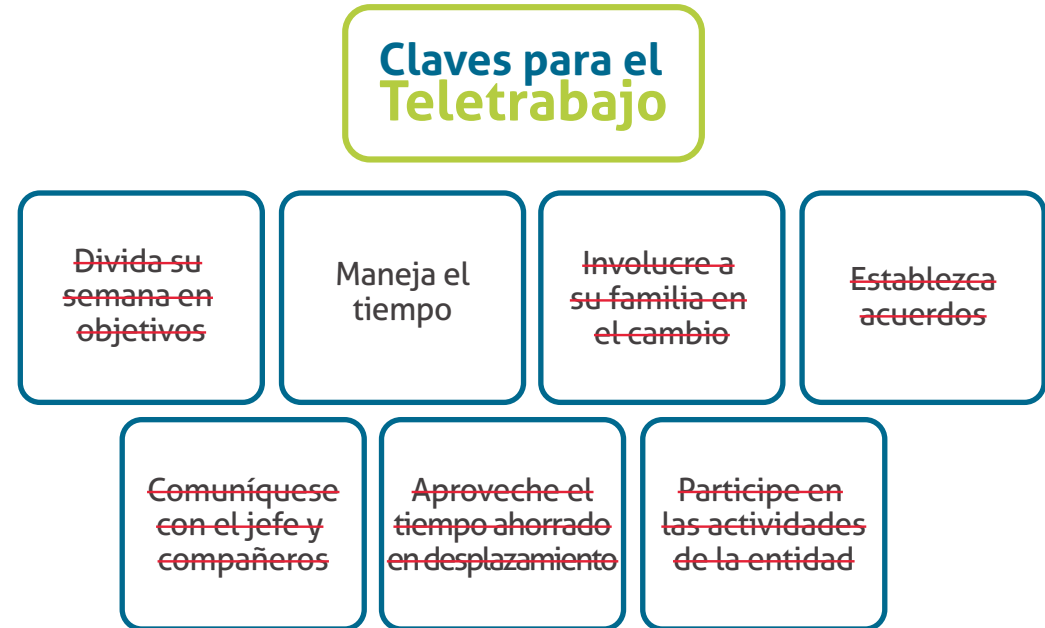 Claves para el
Teletrabajo
Divida su
semana en
objetivos
Maneja el
tiempo
Involucre a
su familia en
el cambio
Establezca
acuerdos
Comuníquese
con el jefe y
compañeros
Aproveche el
tiempo ahorrado
en desplazamiento
Participe en
las actividades
de la entidad